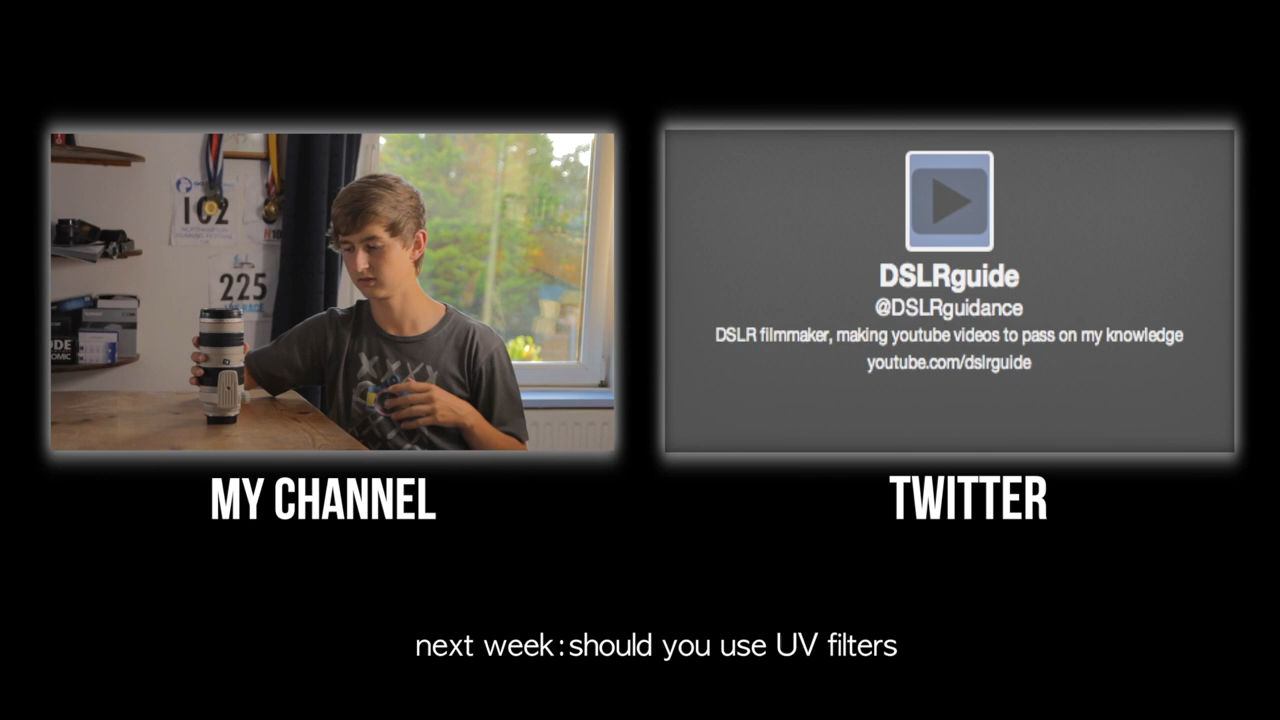 102
225
DSLRguide
@DSLRguidance
DSLR filmmaker, making youtube videos to pass on my knowledge
youtube.com/dslrguide
MY CHANNEL
TWITTER
next week:should you use UV filters